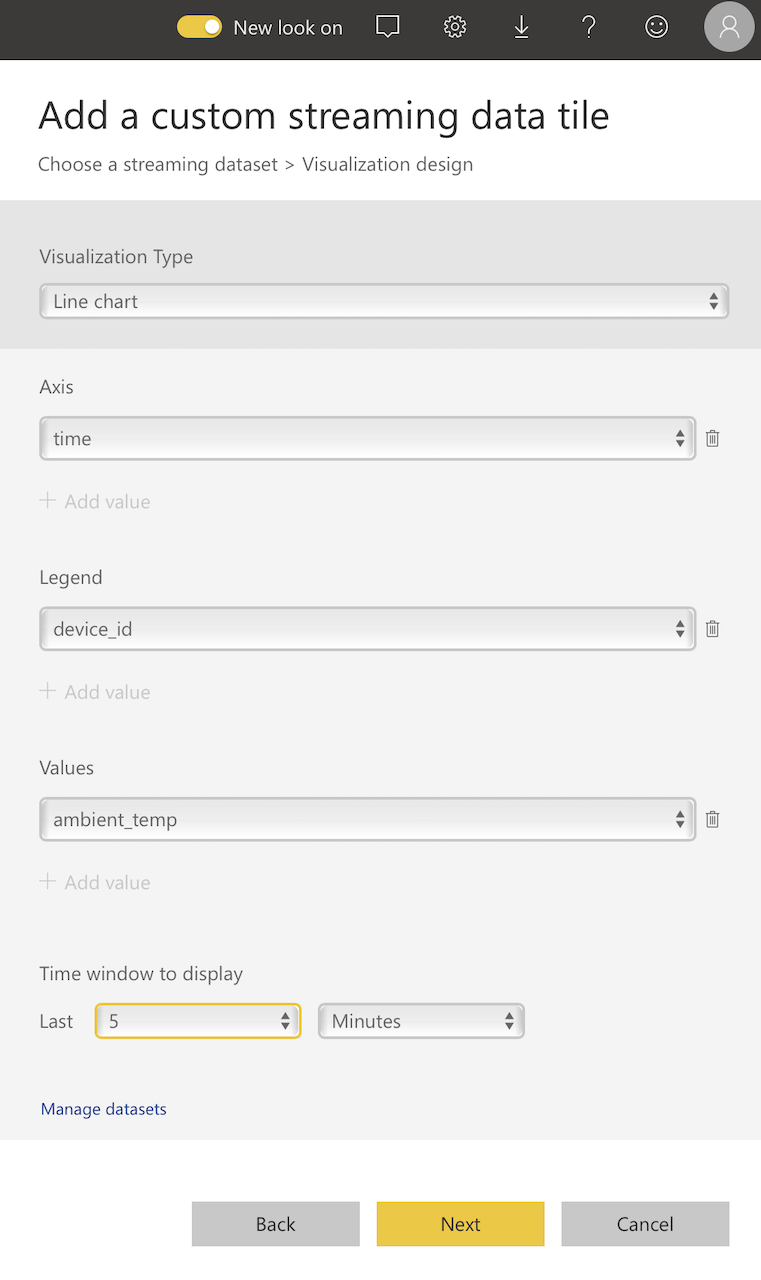 New look on
Add a custom streaming data tile
Choose a streaming dataset > Visualization design
Visualization Type
Line chart
Axis
time
+ Add value
Legend
device_id
+ Add value
Values
ambient_temp
+ Add value
Time window to display
Last 5 Minutes
Manage datasets
Back Next Cancel